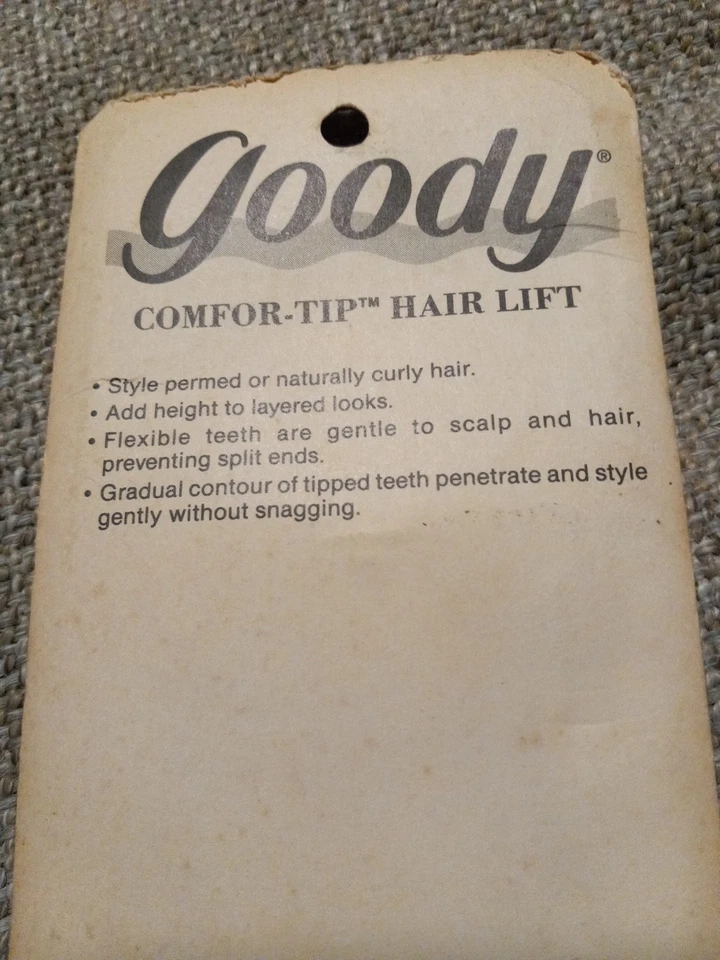 goody®
COMFOR-TIP™ HAIR LIFT
• Style permed or naturally curly hair.
• Add height to layered looks.
• Flexible teeth are gentle to scalp and hair,
preventing split ends.
• Gradual contour of tipped teeth penetrate and style
gently without snagging.